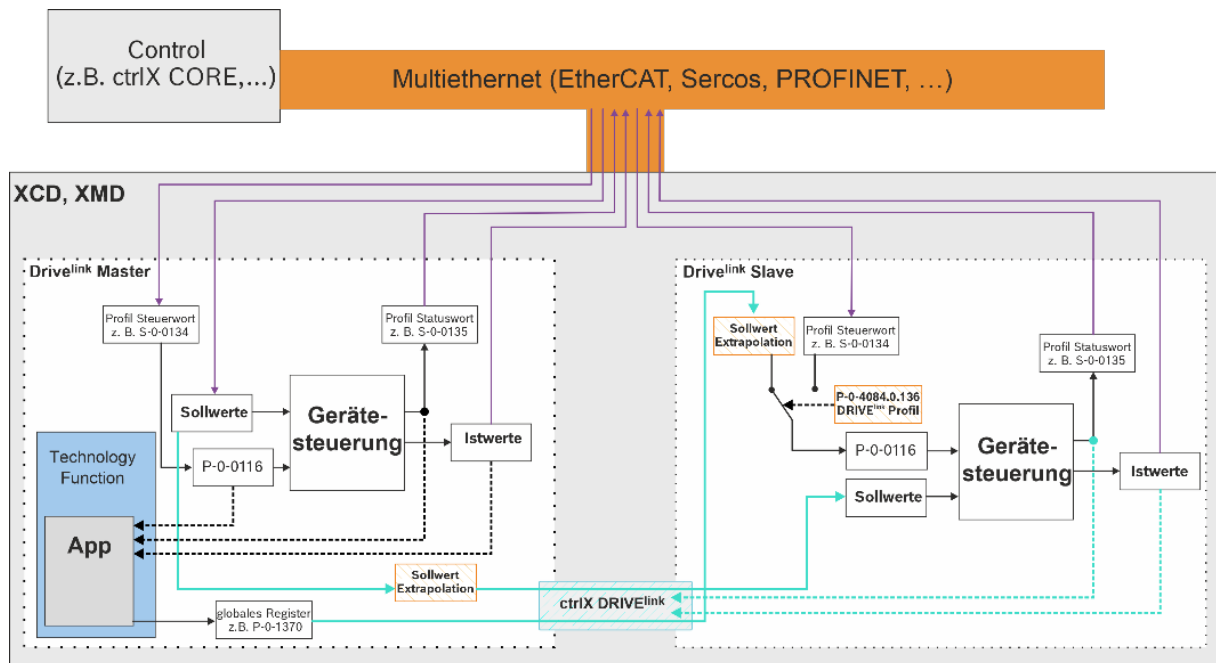 Control
(z.B. ctrlX CORE,...)
Multiethernet (EtherCAT, Sercos, PROFINET, ...)
XCD, XMD
Drivelink Master
Profil Steuerwort
z. B. S-0-0134
Profil Statuswort
z. B. S-0-0135
Sollwerte
Geräte-
steuerung
Istwerte
P-0-0116
Technology
Function
App
Sollwert
Extrapolation
globales Register
z.B. P-0-1370
ctrlX DRIVElink
Drivelink Slave
Sollwert
Extrapolation
Profil Steuerwort
z. B. S-0-0134
Profil Statuswort
z. B. S-0-0135
P-0-4084.0.136
DRIVElink Profil
P-0-0116
Geräte-
steuerung
Sollwerte
Istwerte